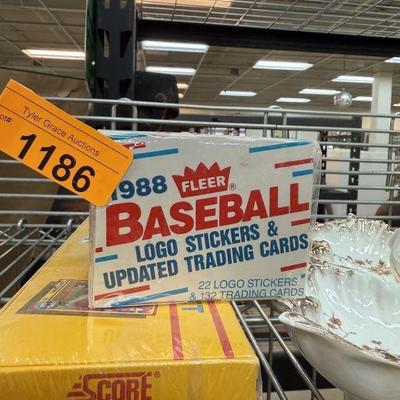 Tyler Grace Auctions
1186
1988 FLEER®
BASEBALL
LOGO STICKERS &
UPDATED TRADING CARDS
22 LOGO STICKERS
& 132 TRADING CARDS
SCORE